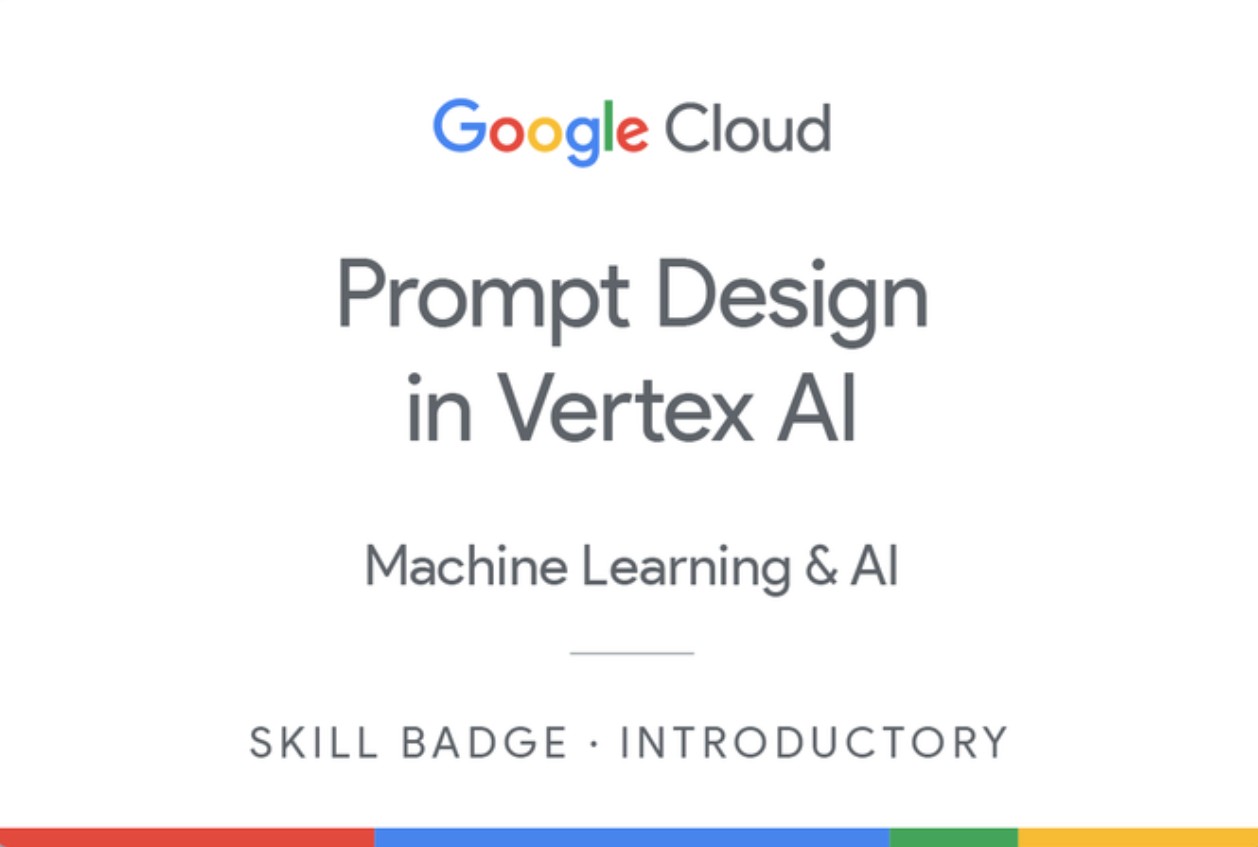 Google Cloud
Prompt Design
in Vertex AI
Machine Learning & AI
SKILL BADGE · INTRODUCTORY